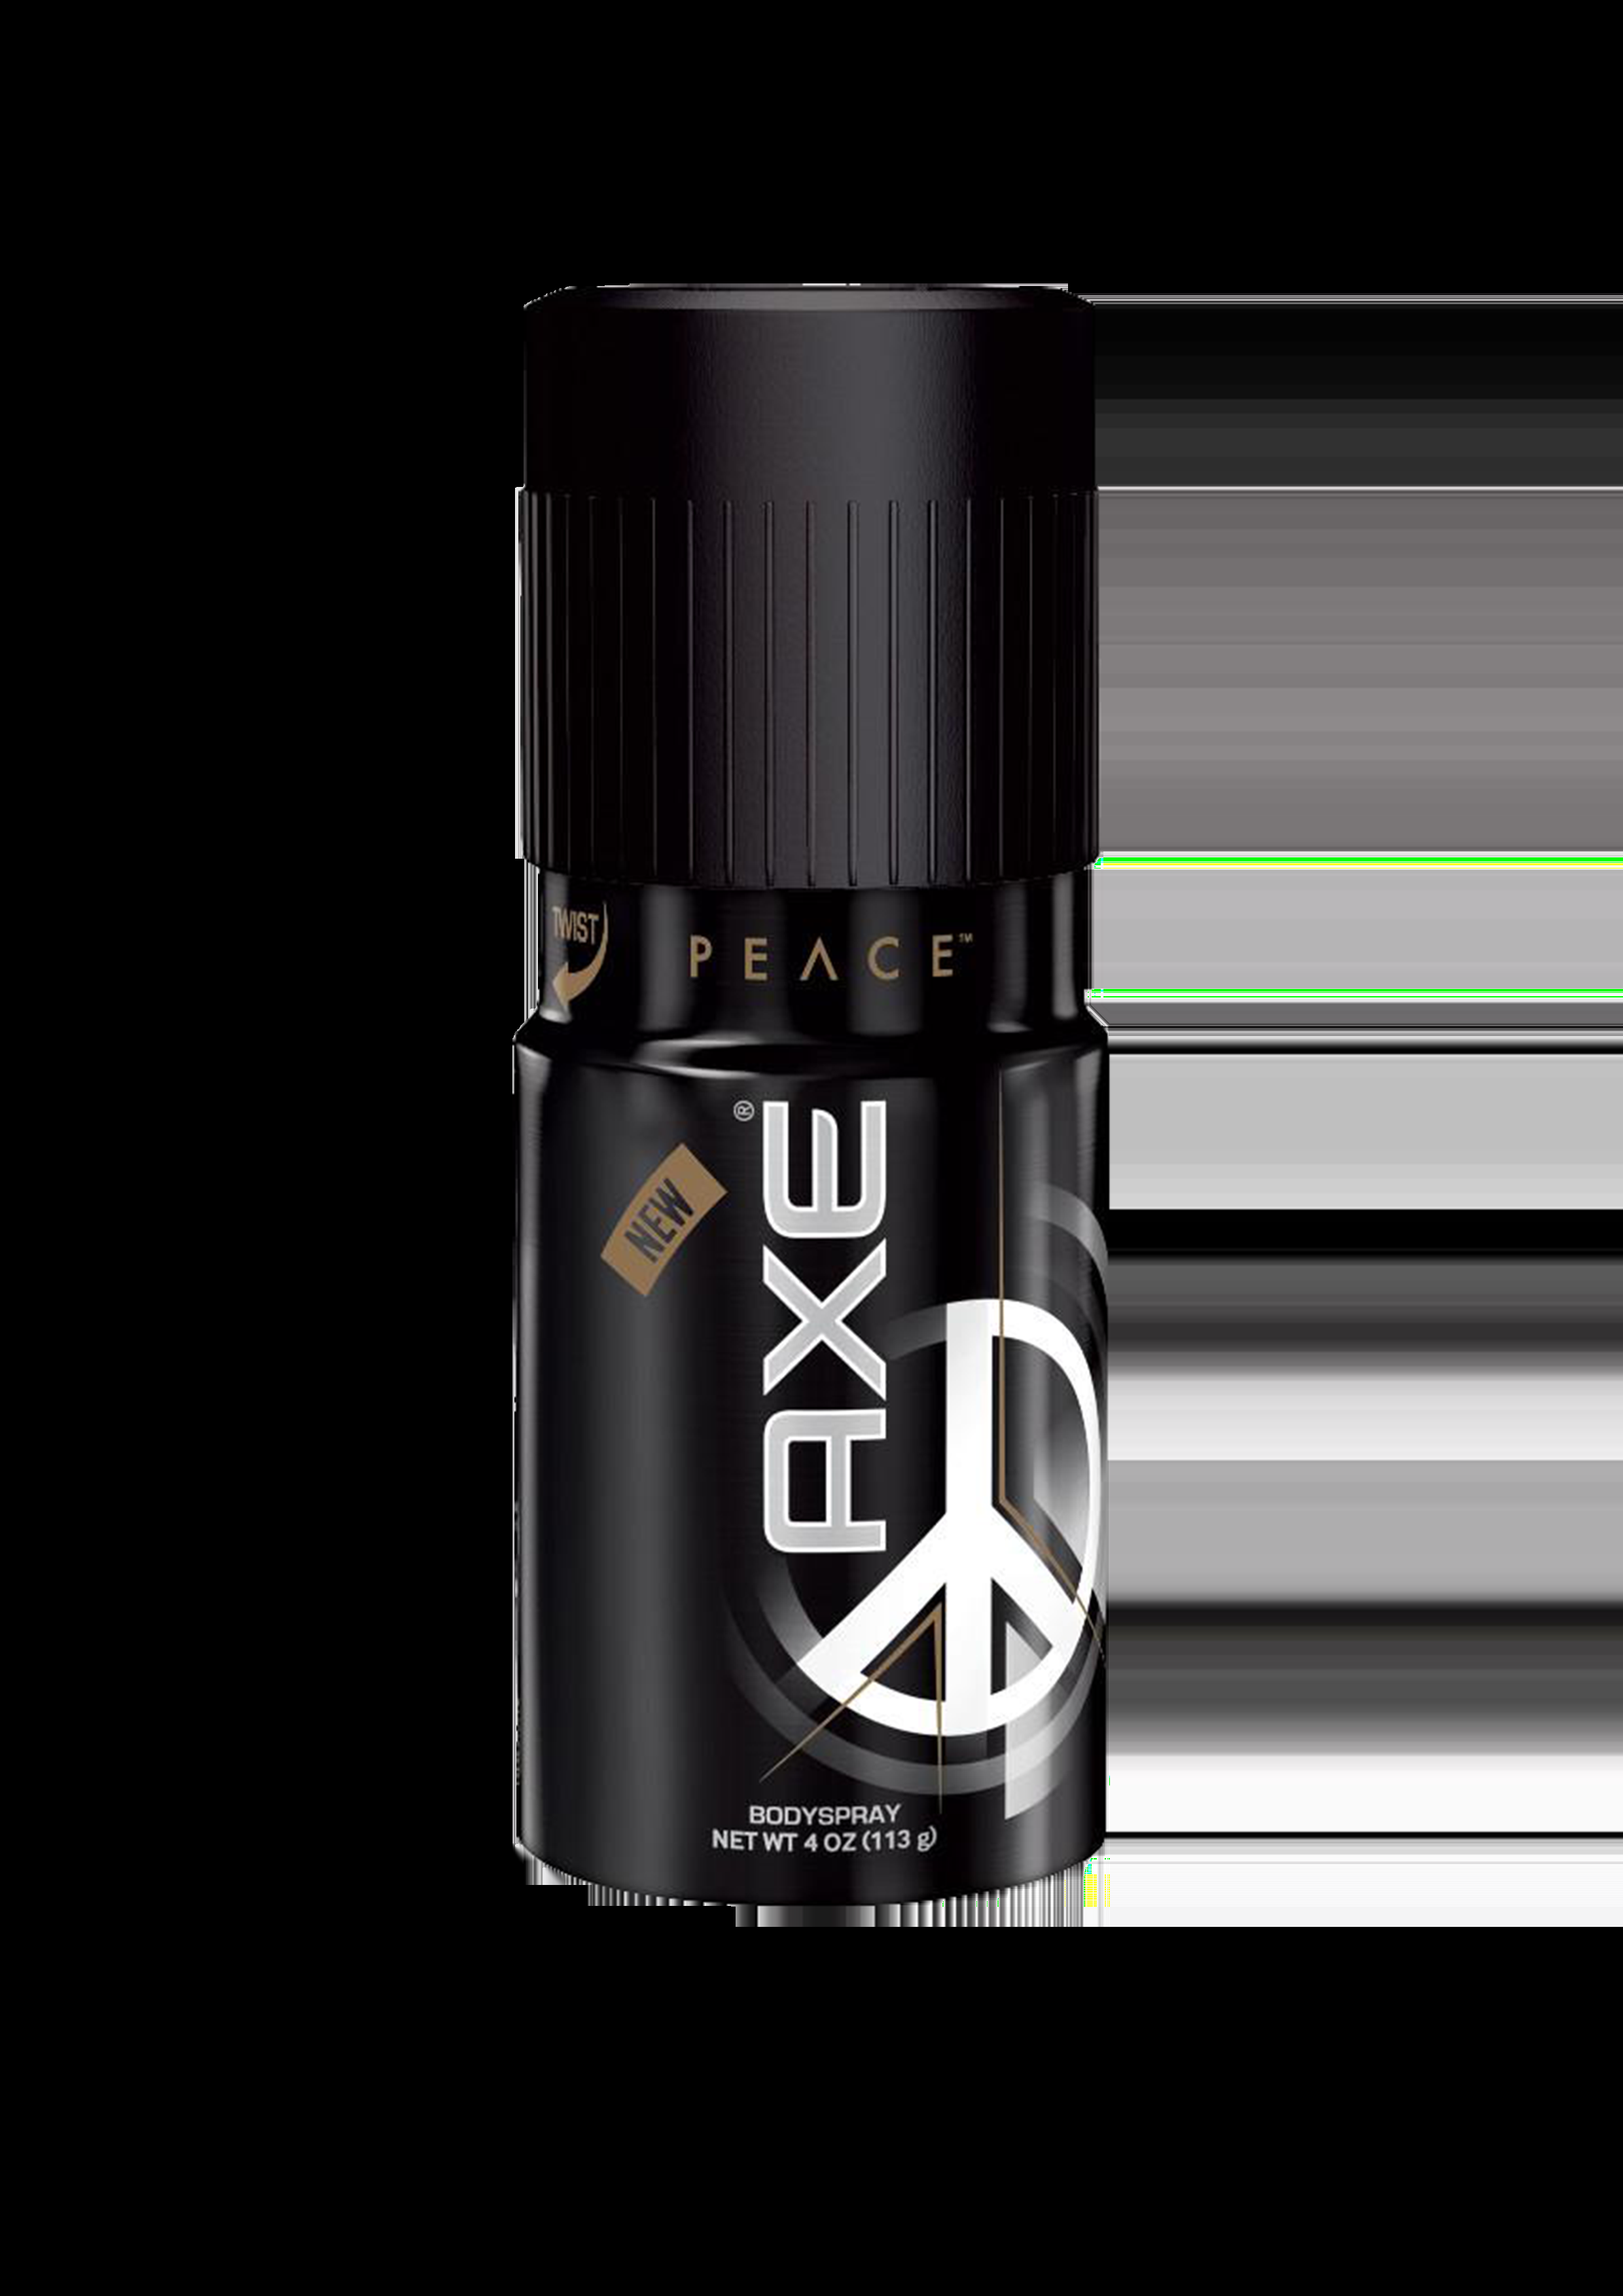 TWIST
PEACE™
®
AXE
NEW
BODYSPRAY
NET WT 4 OZ (113 g)